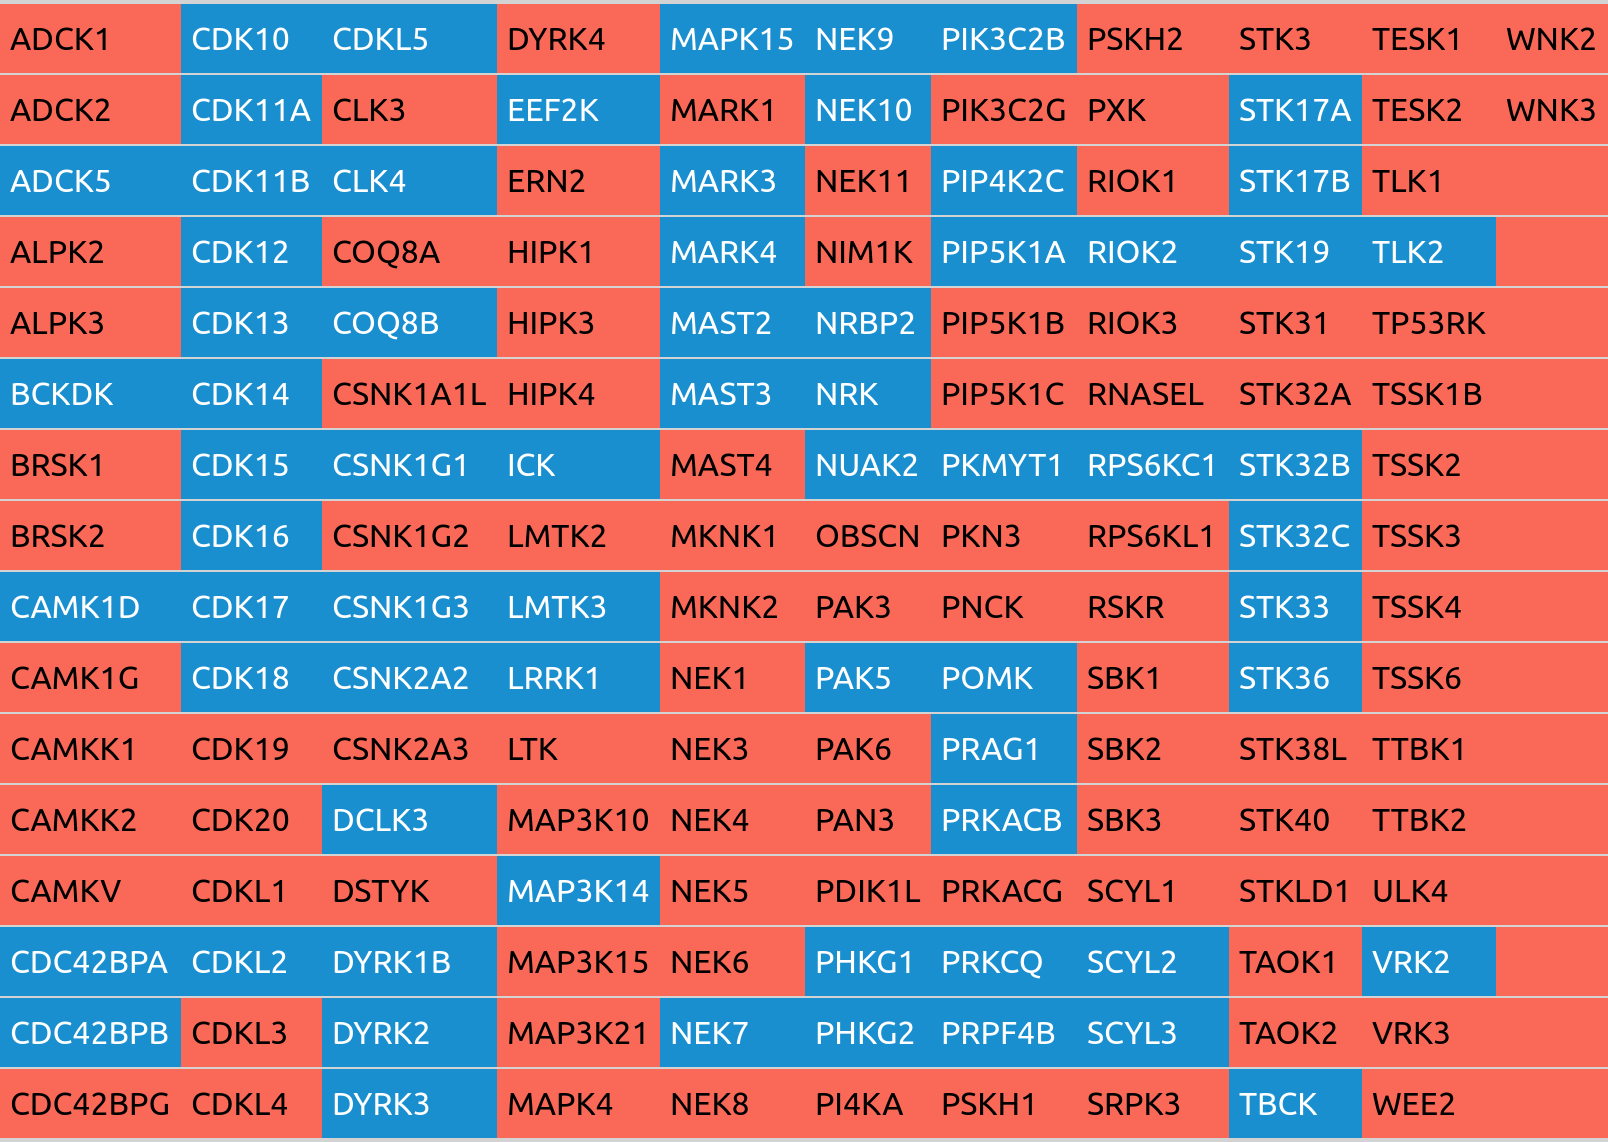 ADCK1 CDK10 CDKL5 DYRK4 MAPK15 NEK9 PIK3C2B PSKH2 STK3 TESK1 WNK2
ADCK2 CDK11A CLK3 EEF2K MARK1 NEK10 PIK3C2G PXK STK17A TESK2 WNK3
ADCK5 CDK11B CLK4 ERN2 MARK3 NEK11 PIP4K2C RIOK1 STK17B TLK1
ALPK2 CDK12 COQ8A HIPK1 MARK4 NIM1K PIP5K1A RIOK2 STK19 TLK2
ALPK3 CDK13 COQ8B HIPK3 MAST2 NRBP2 PIP5K1B RIOK3 STK31 TP53RK
BCKDK CDK14 CSNK1A1L HIPK4 MAST3 NRK PIP5K1C RNASEL STK32A TSSK1B
BRSK1 CDK15 CSNK1G1 ICK MAST4 NUAK2 PKMYT1 RPS6KC1 STK32B TSSK2
BRSK2 CDK16 CSNK1G2 LMTK2 MKNK1 OBSCN PKN3 RPS6KL1 STK32C TSSK3
CAMK1D CDK17 CSNK1G3 LMTK3 MKNK2 PAK3 PNCK RSKR STK33 TSSK4
CAMK1G CDK18 CSNK2A2 LRRK1 NEK1 PAK5 POMK SBK1 STK36 TSSK6
CAMKK1 CDK19 CSNK2A3 LTK NEK3 PAK6 PRAG1 SBK2 STK38L TTBK1
CAMKK2 CDK20 DCLK3 MAP3K10 NEK4 PAN3 PRKACB SBK3 STK40 TTBK2
CAMKV CDKL1 DSTYK MAP3K14 NEK5 PDIK1L PRKACG SCYL1 STKLD1 ULK4
CDC42BPA CDKL2 DYRK1B MAP3K15 NEK6 PHKG1 PRKCQ SCYL2 TAOK1 VRK2
CDC42BPB CDKL3 DYRK2 MAP3K21 NEK7 PHKG2 PRPF4B SCYL3 TAOK2 VRK3
CDC42BPG CDKL4 DYRK3 MAPK4 NEK8 PI4KA PSKH1 SRPK3 TBCK WEE2